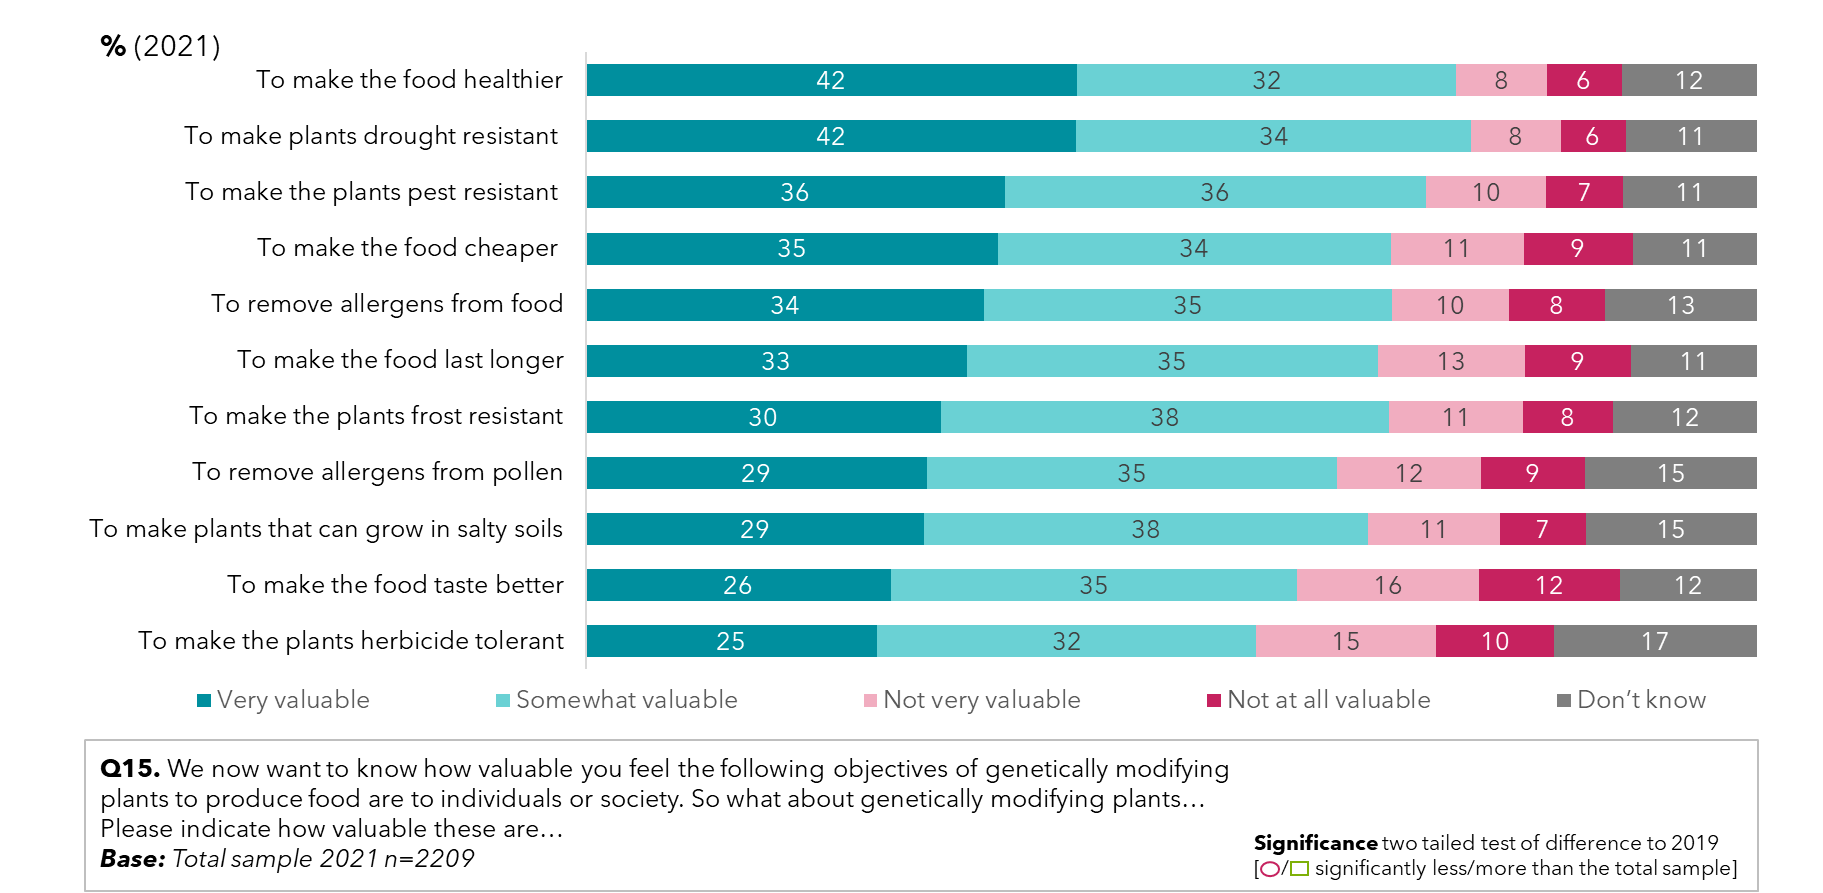 % (2021)
To make the food healthier 42 32 8 6 12
To make plants drought resistant 42 34 8 6 11
To make the plants pest resistant 36 36 10 7 11
To make the food cheaper 35 34 11 9 11
To remove allergens from food 34 35 10 8 13
To make the food last longer 33 35 13 9 11
To make the plants frost resistant 30 38 11 8 12
To remove allergens from pollen 29 35 12 9 15
To make plants that can grow in salty soils 29 38 11 7 15
To make the food taste better 26 35 16 12 12
To make the plants herbicide tolerant 25 32 15 10 17
Very valuable Somewhat valuable Not very valuable Not at all valuable Don’t know
Q15. We now want to know how valuable you feel the following objectives of genetically modifying
plants to produce food are to individuals or society. So what about genetically modifying plants…
Please indicate how valuable these are…
Base: Total sample 2021 n=2209
Significance two tailed test of difference to 2019
[/ significantly less/more than the total sample]